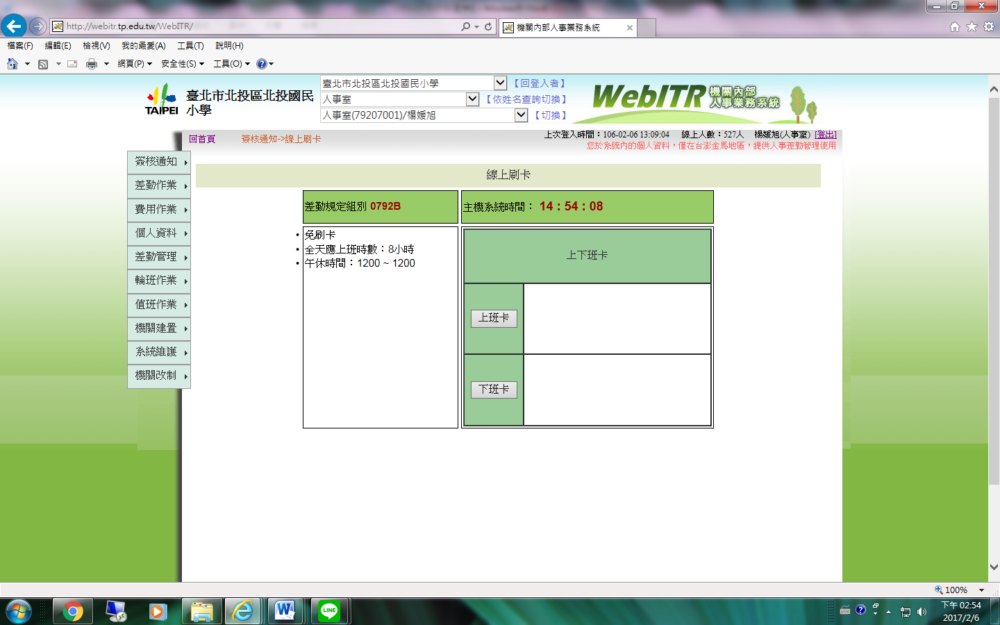 http://webitr.tp.edu.tw/WebITR/
機關內部人事業務系統
檔案(F) 編輯(E) 檢視(V) 我的最愛(A) 工具(T) 說明(H)
網頁(P) 安全性(S) 工具(O)
TAIPEI
臺北市北投區北投國民小學
臺北市北投區北投國民小學 【回登入者】
人事室 【依姓名查詢切換】
人事室(79207001)/楊媛旭 【切換】
WebITR 機關內部人事業務系統
回首頁 簽核通知->線上刷卡
上次登入時間：106-02-06 13:09:04 線上人數：527人 楊媛旭(人事室) [登出]
您於系統內的個人資料，僅在台澎金馬地區，提供人事差勤管理使用
簽核通知
差勤作業
費用作業
個人資料
差勤管理
輪班作業
值班作業
機關建置
系統維護
機關改制
線上刷卡
差勤規定組別 0792B
主機系統時間： 14 : 54 : 08
• 免刷卡
• 全天應上班時數：8小時
• 午休時間：1200 ~ 1200
上下班卡
上班卡
下班卡
100%
LINE
下午 02:54
2017/2/6